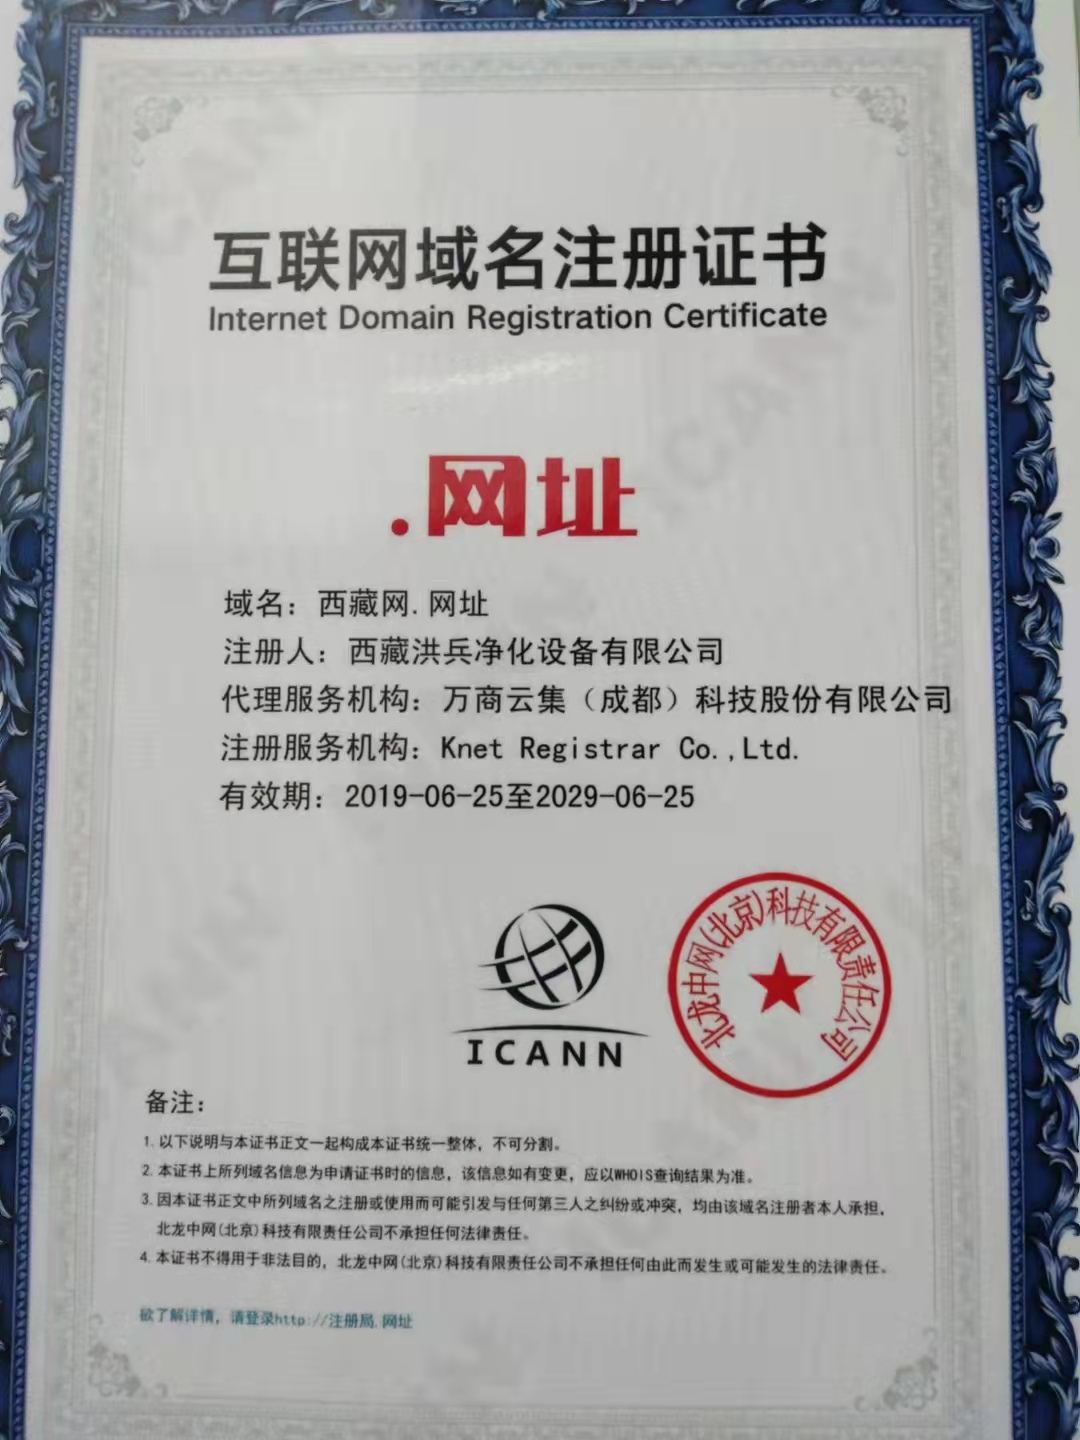 互联网域名注册证书
Internet Domain Registration Certificate
.网址
域名：西藏网.网址
注册人：西藏洪兵净化设备有限公司
代理服务机构：万商云集（成都）科技股份有限公司
注册服务机构：Knet Registrar Co.,Ltd.
有效期：2019-06-25至2029-06-25
ICANN
北龙中网(北京)科技有限责任公司
备注：
1.以下说明与本证书正文一起构成本证书统一整体，不可分割。
2.本证书上所列域名信息为申请证书时的信息，该信息如有变更，应以WHOIS查询结果为准。
3.因本证书正文中所列域名之注册或使用而可能引发与任何第三人之纠纷或冲突，均由该域名注册者本人承担，
北龙中网(北京)科技有限责任公司不承担任何法律责任。
4.本证书不得用于非法目的，北龙中网(北京)科技有限责任公司不承担任何由此而发生或可能发生的法律责任。
欲了解详情，请登录http://注册局.网址